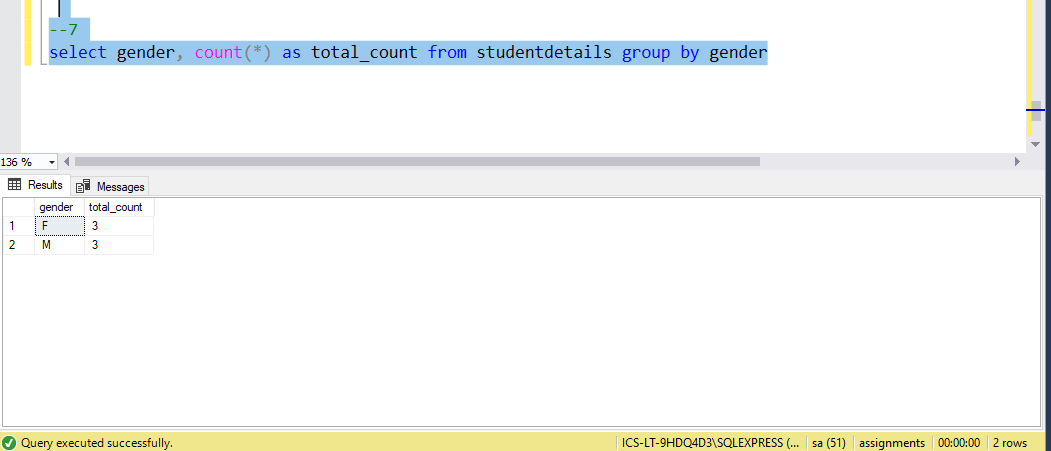 --7
select gender, count(*) as total_count from studentdetails group by gender
136 %
Results Messages
gender total_count
1 F 3
2 M 3
Query executed successfully. ICS-LT-9HDQ4D3\SQLEXPRESS (... sa (51) assignments 00:00:00 2 rows